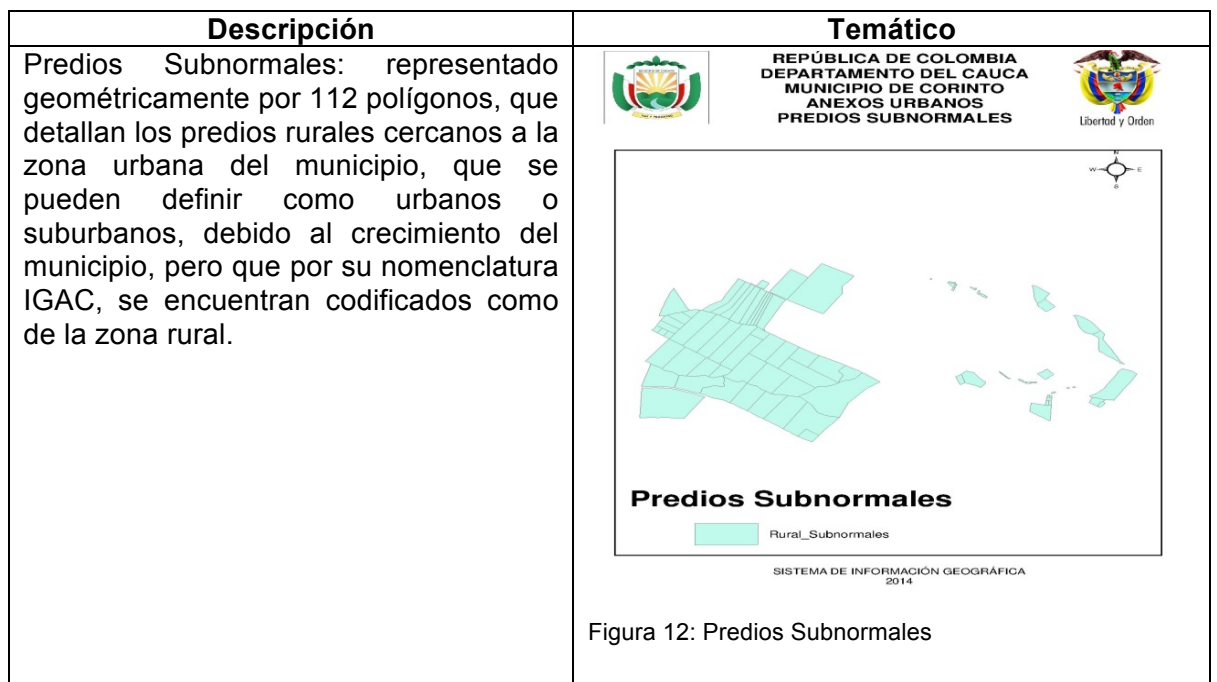 Descripción
Temático
Predios Subnormales: representado
geométricamente por 112 polígonos, que
detallan los predios rurales cercanos a la
zona urbana del municipio, que se
pueden definir como urbanos o
suburbanos, debido al crecimiento del
municipio, pero que por su nomenclatura
IGAC, se encuentran codificados como
de la zona rural.
REPÚBLICA DE COLOMBIA
DEPARTAMENTO DEL CAUCA
MUNICIPIO DE CORINTO
ANEXOS URBANOS
PREDIOS SUBNORMALES
Libertad y Orden
N
W E
S
Predios Subnormales
Rural_Subnormales
SISTEMA DE INFORMACIÓN GEOGRÁFICA
2014
Figura 12: Predios Subnormales